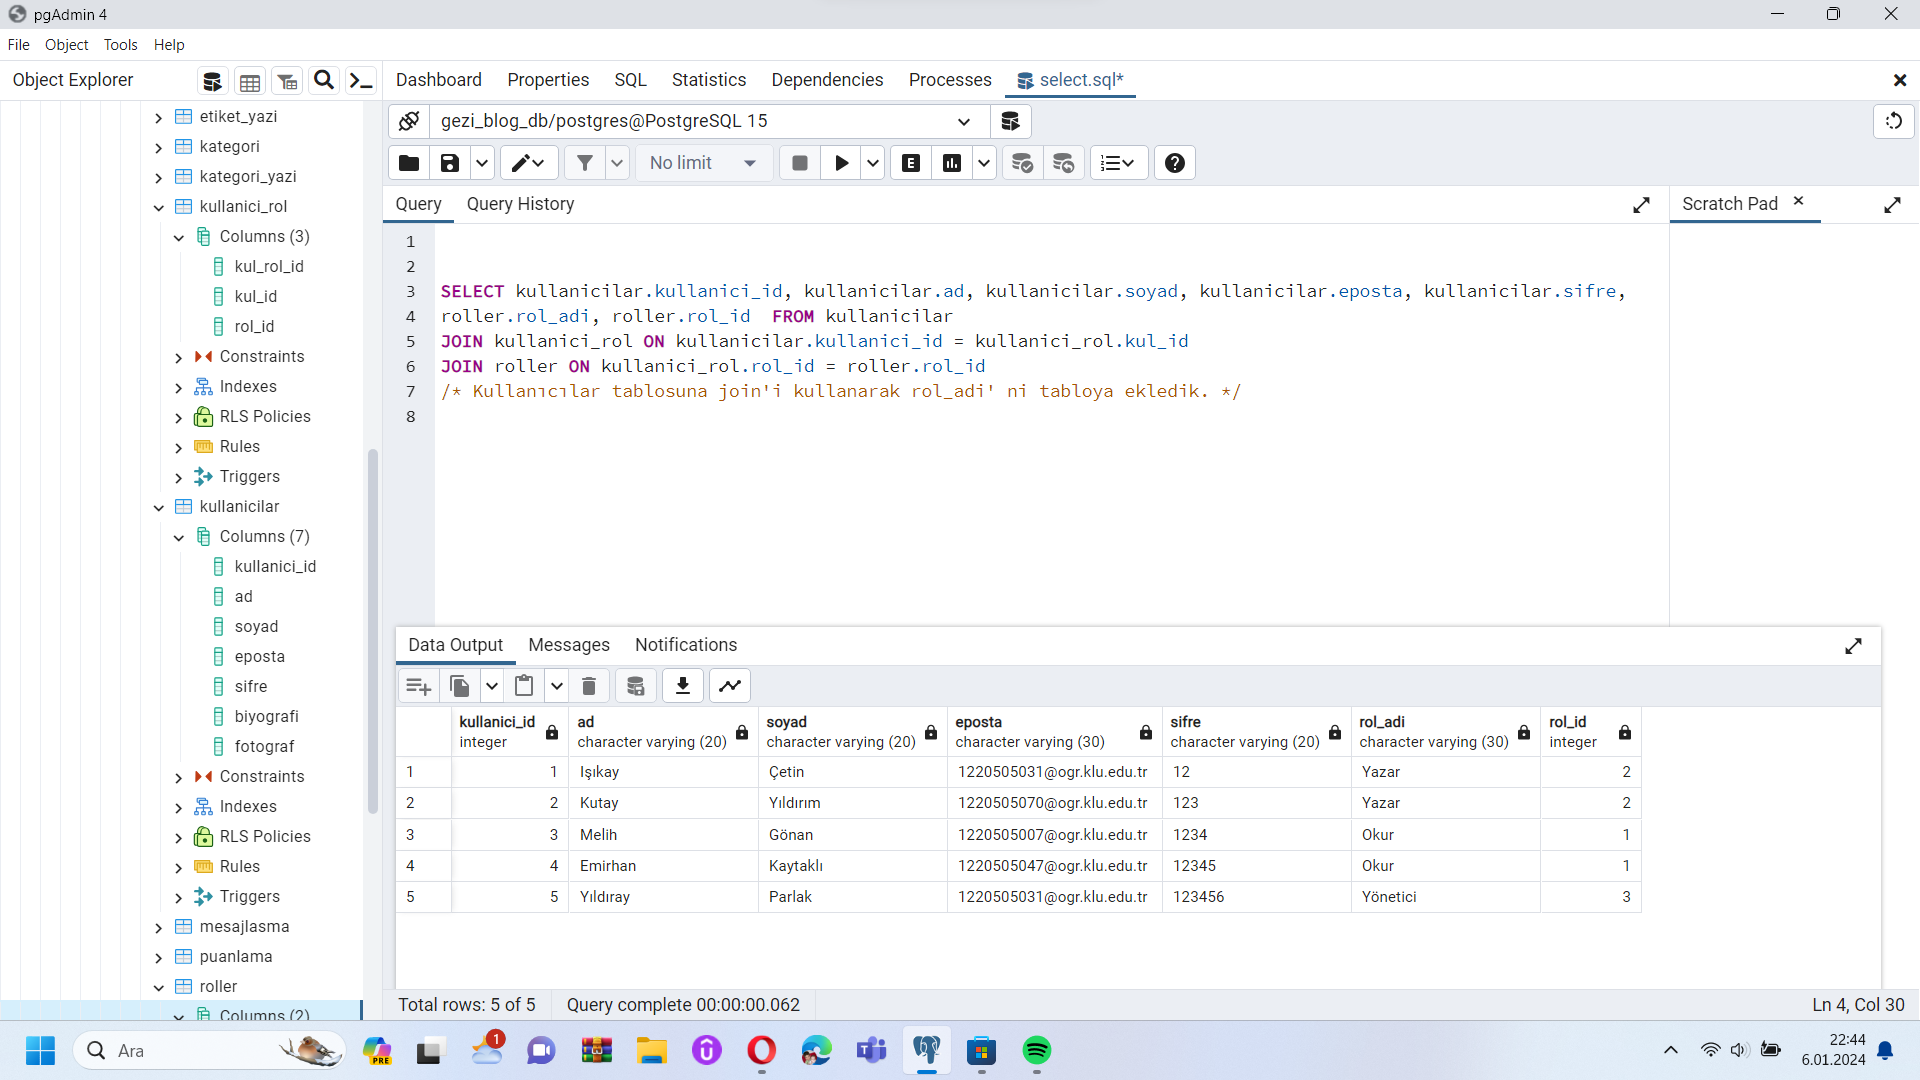 pgAdmin 4
File Object Tools Help
Object Explorer
Dashboard Properties SQL Statistics Dependencies Processes select.sql*
etiket_yazi
kategori
kategori_yazi
kullanici_rol
Columns (3)
kul_rol_id
kul_id
rol_id
Constraints
Indexes
RLS Policies
Rules
Triggers
kullanicilar
Columns (7)
kullanici_id
ad
soyad
eposta
sifre
biyografi
fotograf
Constraints
Indexes
RLS Policies
Rules
Triggers
mesajlasma
puanlama
roller
Columns (2)
gezi_blog_db/postgres@PostgreSQL 15
No limit
E
Query Query History
Scratch Pad
1
2
3 SELECT kullanicilar.kullanici_id, kullanicilar.ad, kullanicilar.soyad, kullanicilar.eposta, kullanicilar.sifre,
4 roller.rol_adi, roller.rol_id FROM kullanicilar
5 JOIN kullanici_rol ON kullanicilar.kullanici_id = kullanici_rol.kul_id
6 JOIN roller ON kullanici_rol.rol_id = roller.rol_id
7 /* Kullanıcılar tablosuna join'i kullanarak rol_adi' ni tabloya ekledik. */
8
Data Output Messages Notifications
kullanici_id ad soyad eposta sifre rol_adi rol_id
integer character varying (20) character varying (20) character varying (30) character varying (20) character varying (30) integer
1 1 Işıkay Çetin 1220505031@ogr.klu.edu.tr 12 Yazar 2
2 2 Kutay Yıldırım 1220505070@ogr.klu.edu.tr 123 Yazar 2
3 3 Melih Gönan 1220505007@ogr.klu.edu.tr 1234 Okur 1
4 4 Emirhan Kaytaklı 1220505047@ogr.klu.edu.tr 12345 Okur 1
5 5 Yıldıray Parlak 1220505031@ogr.klu.edu.tr 123456 Yönetici 3
Total rows: 5 of 5 Query complete 00:00:00.062
Ln 4, Col 30
Ara
PRE
1
22:44
6.01.2024